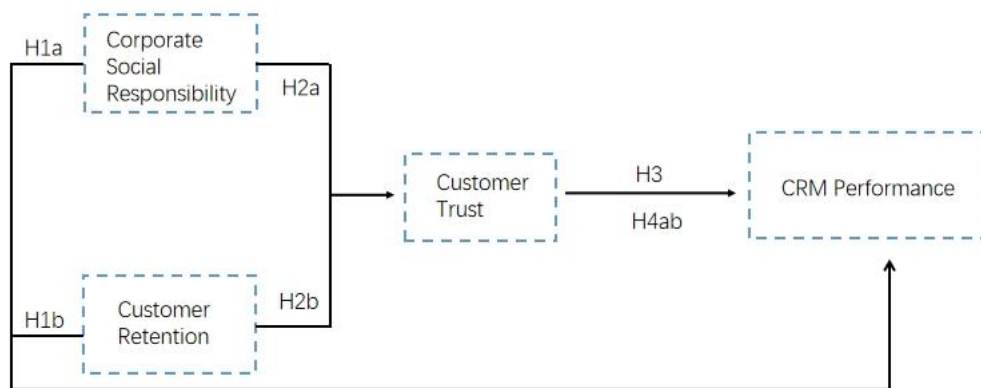 H1a
Corporate
Social
Responsibility
H2a
Customer
Trust
H3
H4ab
CRM Performance
H1b
Customer
Retention
H2b